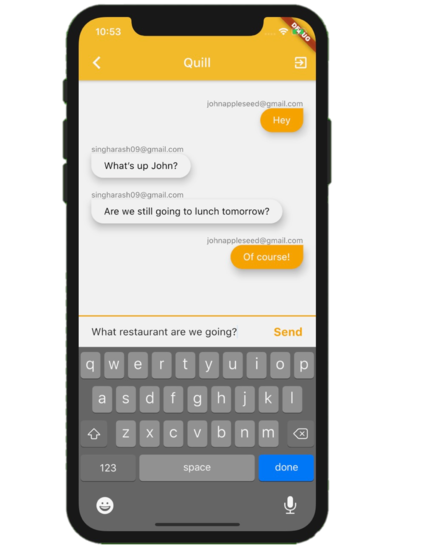 10:53
DEBUG
Quill
johnappleseed@gmail.com
Hey
singharash09@gmail.com
What's up John?
singharash09@gmail.com
Are we still going to lunch tomorrow?
johnappleseed@gmail.com
Of course!
What restaurant are we going? Send
q w e r t y u i o p
a s d f g h j k l
z x c v b n m
123 space done